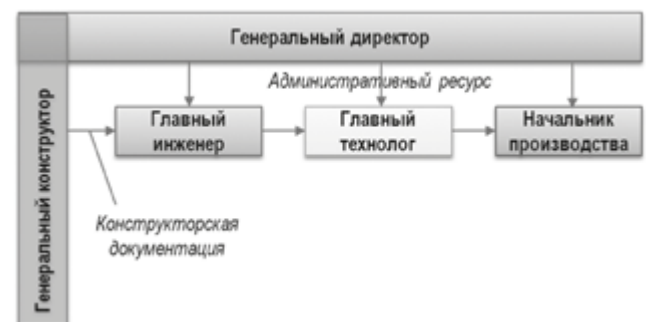 Генеральный директор
Административный ресурс
Главный
инженер
Главный
технолог
Начальник
производства
Конструкторская
документация
Генеральный конструктор